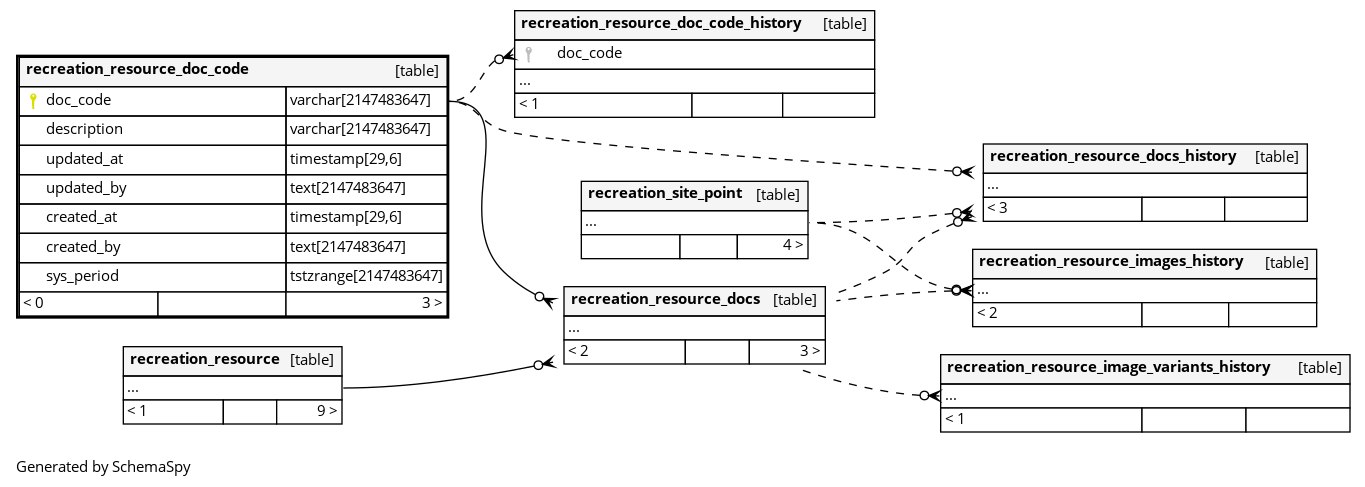 recreation_resource_doc_code [table]
doc_code varchar[2147483647]
description varchar[2147483647]
updated_at timestamp[29,6]
updated_by text[2147483647]
created_at timestamp[29,6]
created_by text[2147483647]
sys_period tstzrange[2147483647]
< 0 3 >
recreation_resource_doc_code_history [table]
doc_code
...
< 1
recreation_resource_docs_history [table]
...
< 3
recreation_site_point [table]
...
4 >
recreation_resource_images_history [table]
...
< 2
recreation_resource_docs [table]
...
< 2 3 >
recreation_resource [table]
...
< 1 9 >
recreation_resource_image_variants_history [table]
...
< 1
Generated by SchemaSpy